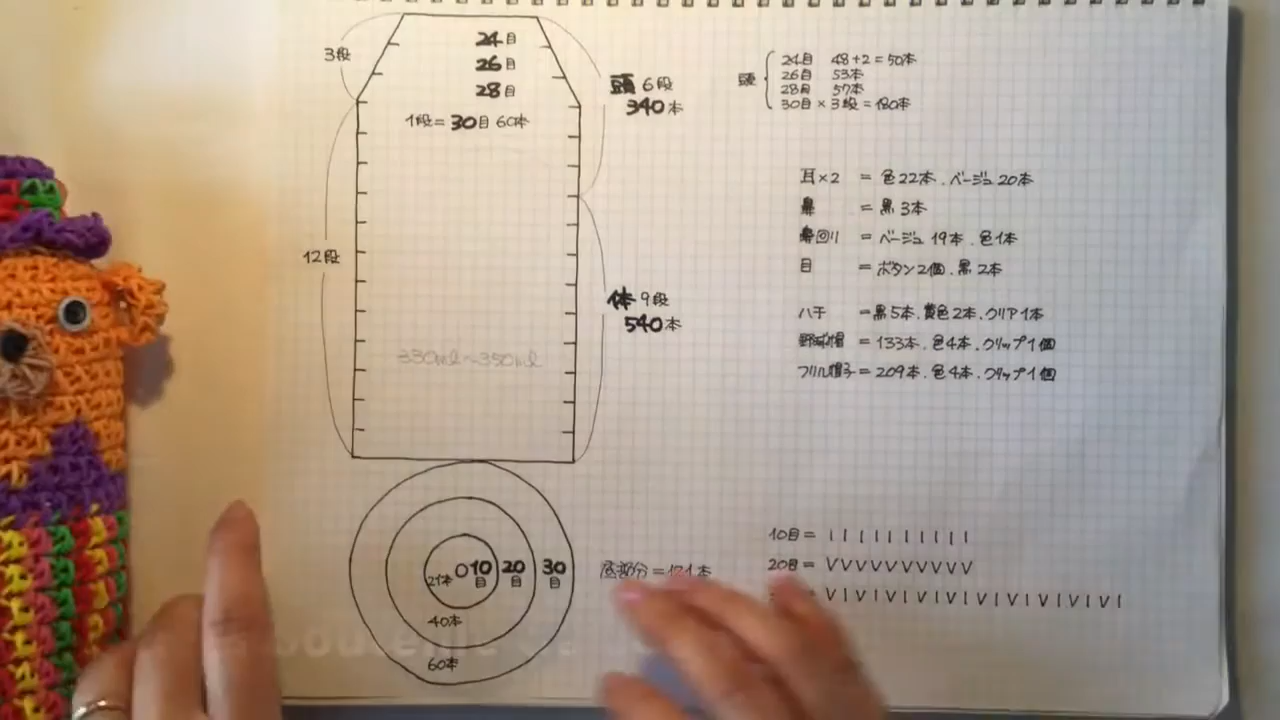 3段
24目
26目
28目
1段=30目 60本
頭 6段
340本
12段
体 9段
540本
330ml〜350ml
10目
20目
30目
21本
40本
60本
底部分=121本
頭
24目 48+2=50本
26目 53本
28目 57本
30目×3段=180本
耳×2 = 色22本、ベージュ20本
鼻 = 黒3本
鼻回り = ベージュ19本、色1本
目 = ボタン2個、黒2本
ハチ =黒5本、黄色2本、クリア1本
野球帽 = 133本、色4本、クリップ1個
フリル帽子 = 209本、色4本、クリップ1個
10目= I I I I I I I I I I
20目= V V V V V V V V V V
V I V I V I V I V I V I V I V I V I V I